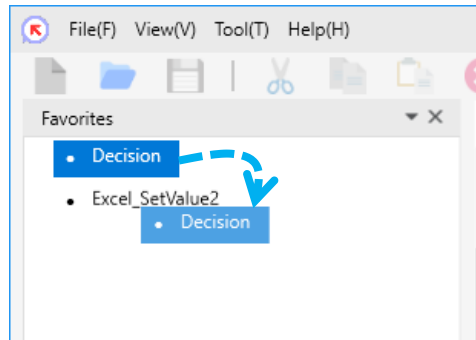 File(F) View(V) Tool(T) Help(H)
Favorites
• Decision
• Excel_SetValue2
• Decision